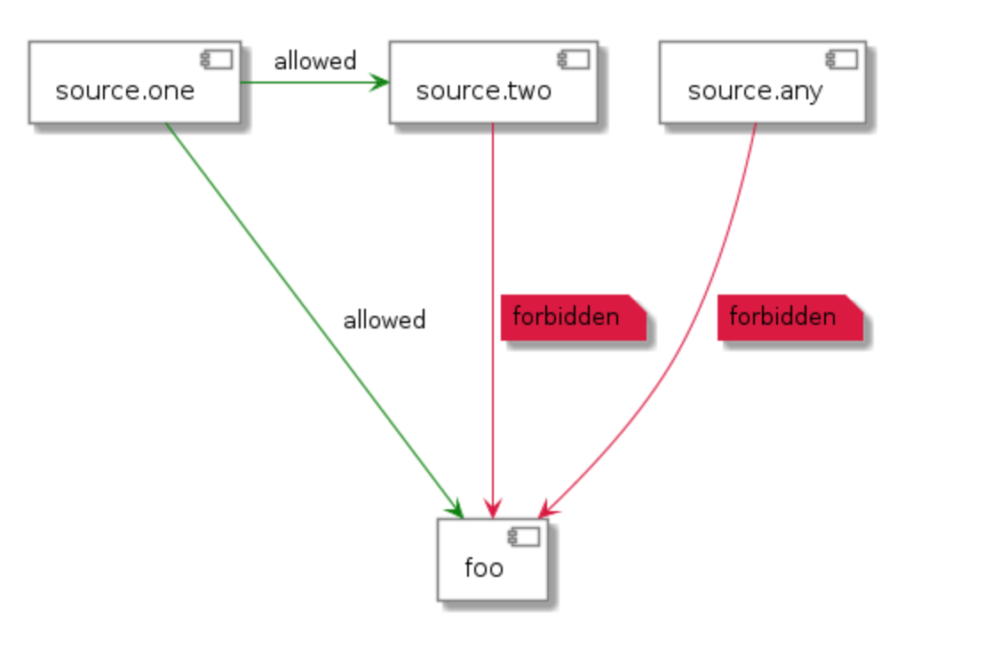 allowed
source.one
source.two
source.any
allowed
forbidden
forbidden
foo